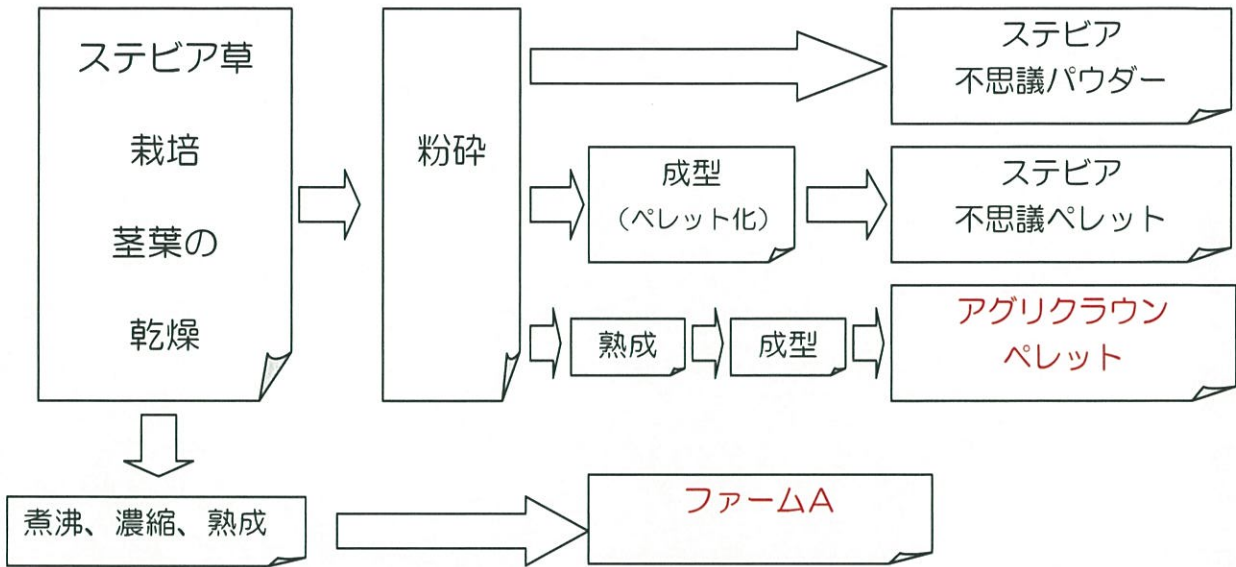 ステビア草
栽培
茎葉の
乾燥
粉砕
ステビア
不思議パウダー
成型
（ペレット化）
ステビア
不思議ペレット
熟成
成型
アグリクラウン
ペレット
煮沸、濃縮、熟成
ファームA